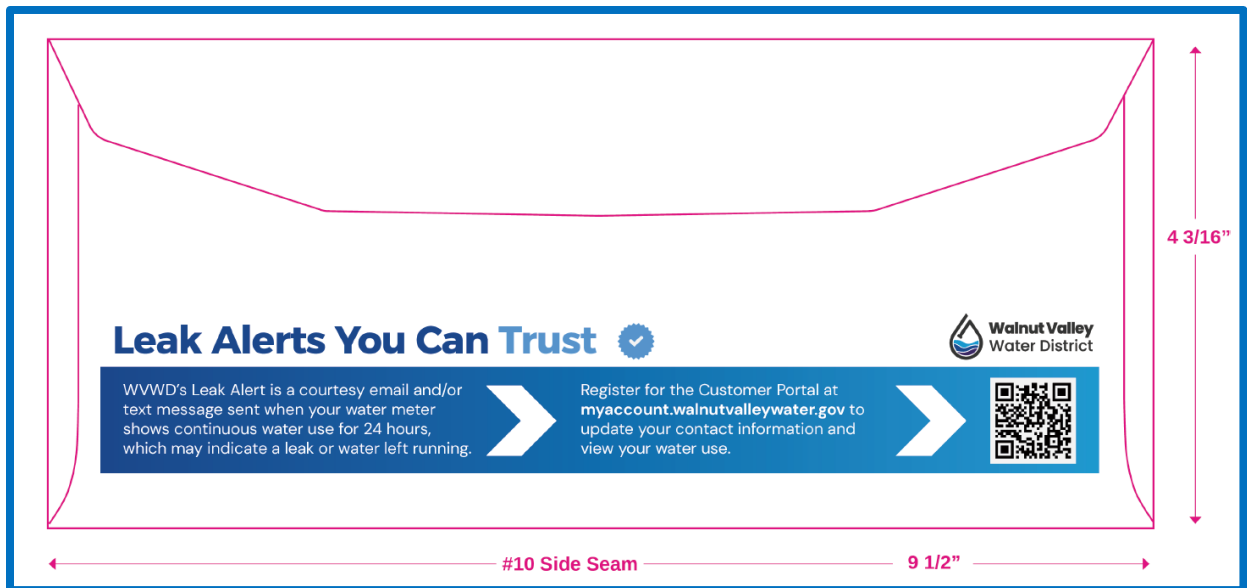 4 3/16”
Leak Alerts You Can Trust
Walnut Valley
Water District
WVWD’s Leak Alert is a courtesy email and/or
text message sent when your water meter
shows continuous water use for 24 hours,
which may indicate a leak or water left running.
Register for the Customer Portal at
myaccount.walnutvalleywater.gov to
update your contact information and
view your water use.
#10 Side Seam
9 1/2”